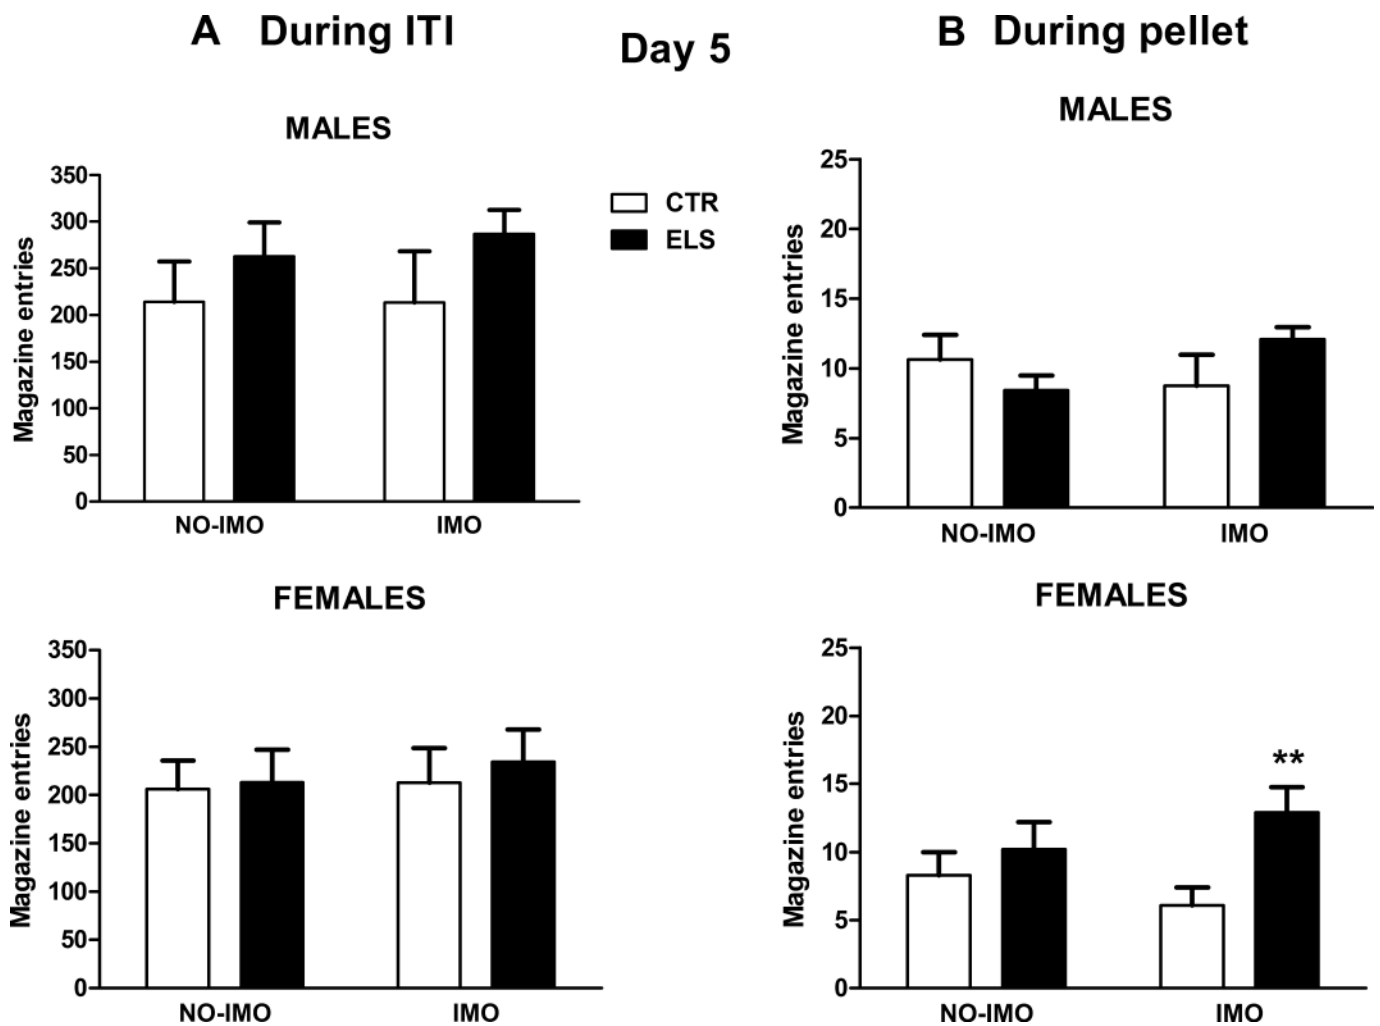 A During ITI
Day 5
B During pellet
MALES
350
300
250
200
150
100
50
0
Magazine entries
NO-IMO IMO
CTR
ELS
MALES
25
20
15
10
5
0
Magazine entries
NO-IMO IMO
FEMALES
350
300
250
200
150
100
50
0
Magazine entries
NO-IMO IMO
FEMALES
25
20
15
10
5
0
Magazine entries
**
NO-IMO IMO